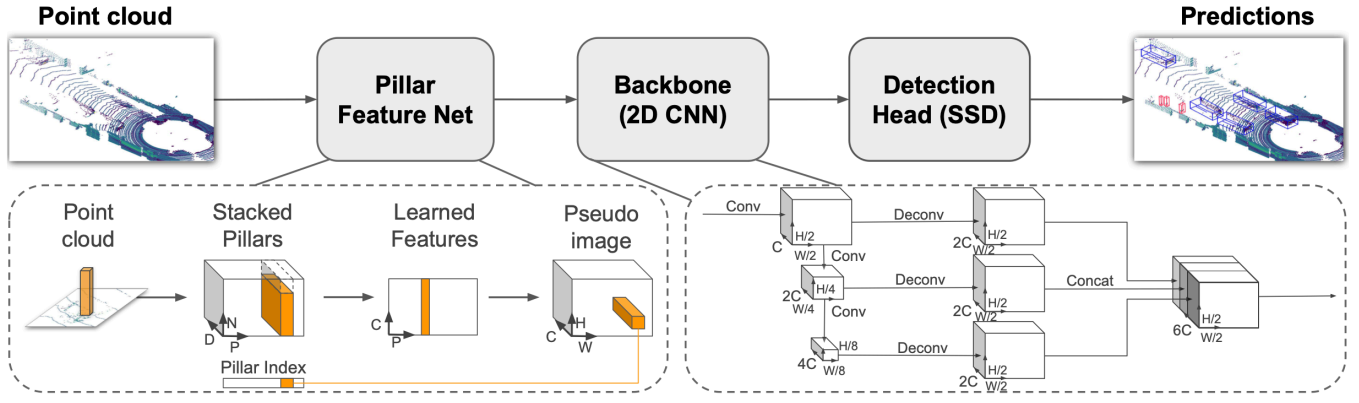 Point cloud
Pillar
Feature Net
Backbone
(2D CNN)
Detection
Head (SSD)
Predictions
Point
cloud
Stacked
Pillars
N
D
P
Learned
Features
C
P
Pseudo
image
H
C
W
Pillar Index
Conv
H/2
C
W/2
Conv
H/4
2C
W/4
Conv
H/8
4C
W/8
Deconv
H/2
2C
W/2
Deconv
H/2
2C
W/2
Deconv
H/2
2C
W/2
Concat
H/2
6C
W/2